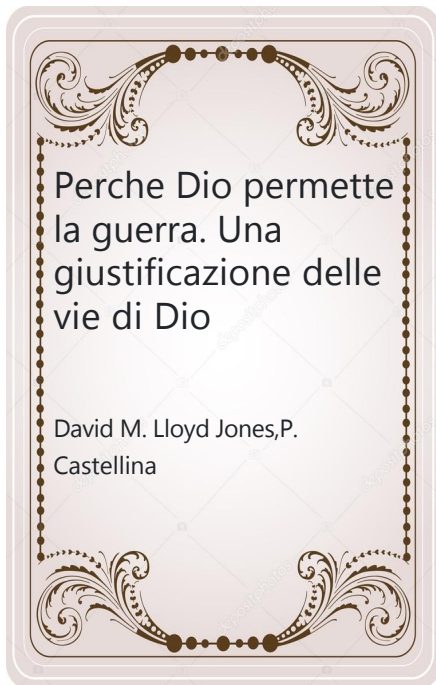 Perche Dio permette
la guerra. Una
giustificazione delle
vie di Dio
David M. Lloyd Jones,P.
Castellina